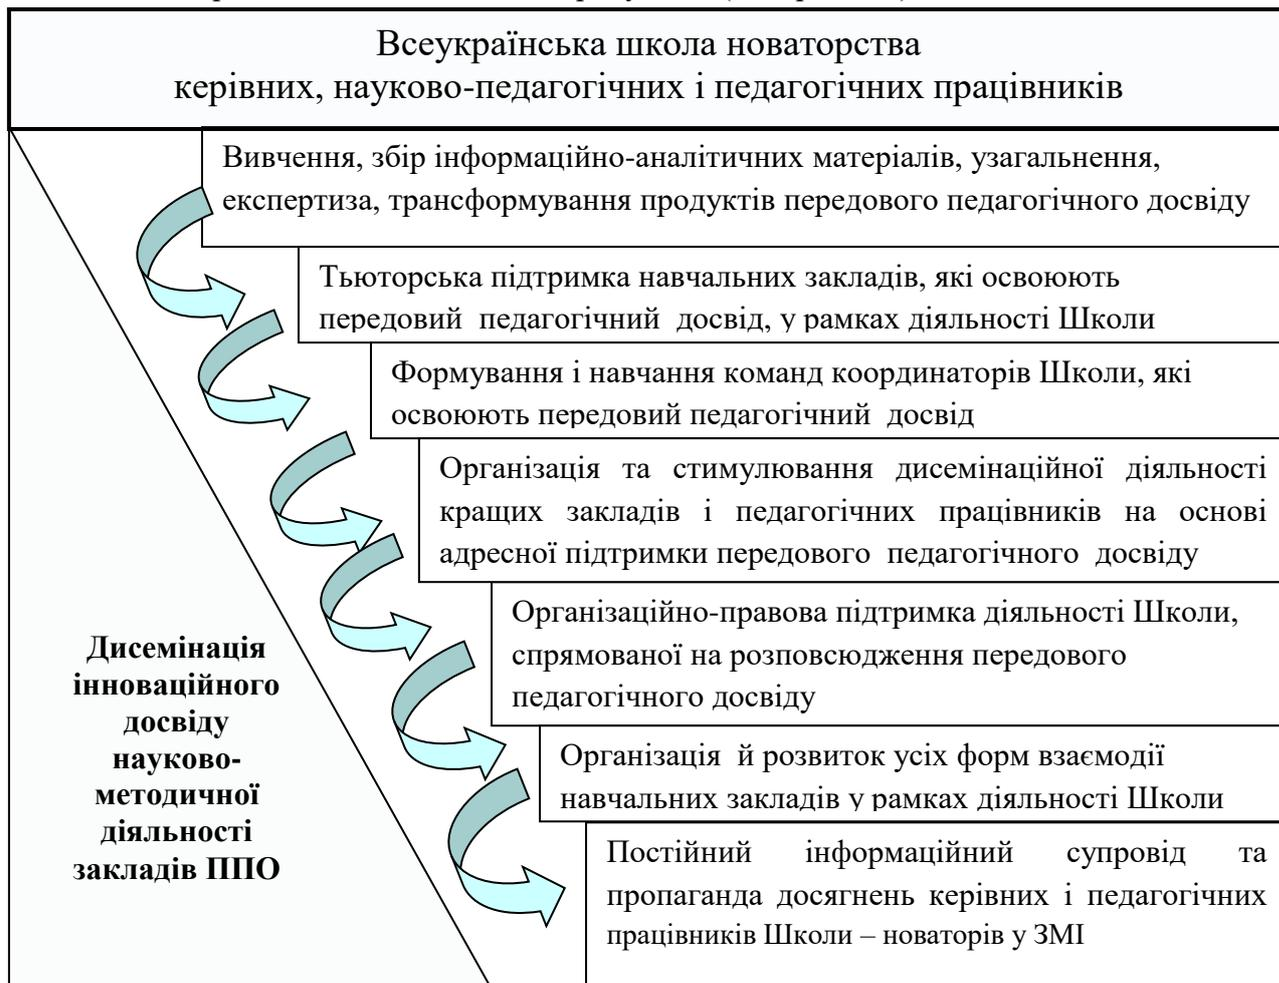 Всеукраїнська школа новаторства
керівних, науково-педагогічних і педагогічних працівників
Вивчення, збір інформаційно-аналітичних матеріалів, узагальнення,
експертиза, трансформування продуктів передового педагогічного досвіду
Тьюторська підтримка навчальних закладів, які освоюють
передовий педагогічний досвід, у рамках діяльності Школи
Формування і навчання команд координаторів Школи, які
освоюють передовий педагогічний досвід
Організація та стимулювання дисемінаційної діяльності
кращих закладів і педагогічних працівників на основі
адресної підтримки передового педагогічного досвіду
Організаційно-правова підтримка діяльності Школи,
спрямованої на розповсюдження передового
педагогічного досвіду
Організація й розвиток усіх форм взаємодії
навчальних закладів у рамках діяльності Школи
Постійний інформаційний супровід та
пропаганда досягнень керівних і педагогічних
працівників Школи – новаторів у ЗМІ
Дисемінація
інноваційного
досвіду
науково-
методичної
діяльності
закладів ППО